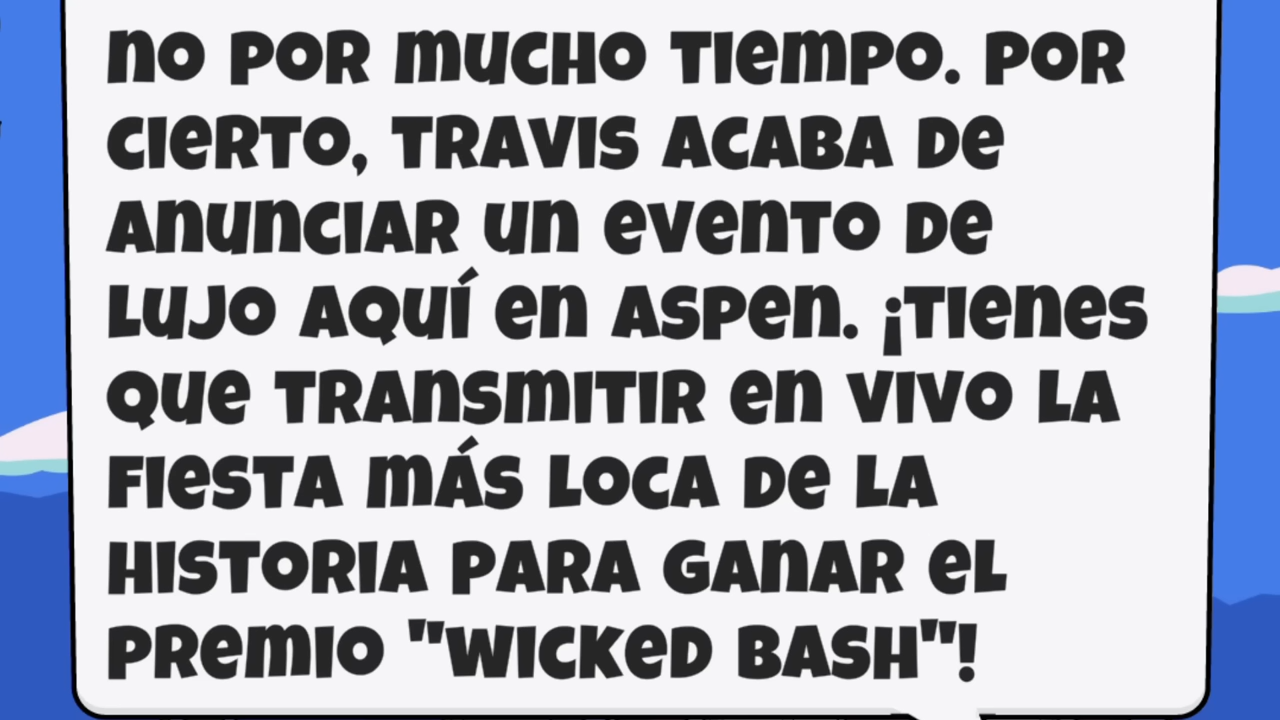 no por mucho tiempo. Por
cierto, Travis acaba de
anunciar un evento de
lujo aquí en Aspen. ¡Tienes
que transmitir en vivo la
fiesta más loca de la
historia para ganar el
premio "Wicked Bash"!